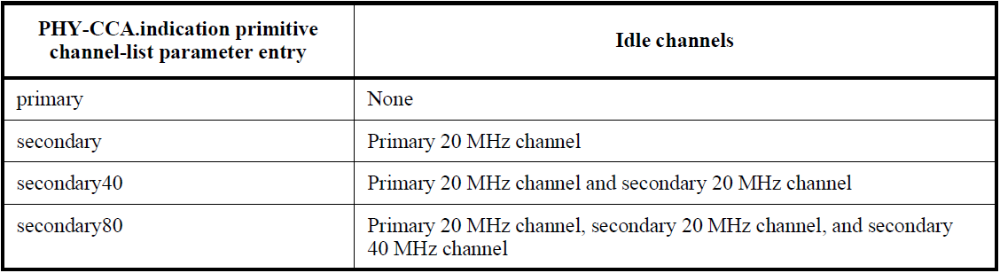 PHY-CCA.indication primitive
channel-list parameter entry
Idle channels
primary
None
secondary
Primary 20 MHz channel
secondary40
Primary 20 MHz channel and secondary 20 MHz channel
secondary80
Primary 20 MHz channel, secondary 20 MHz channel, and secondary
40 MHz channel